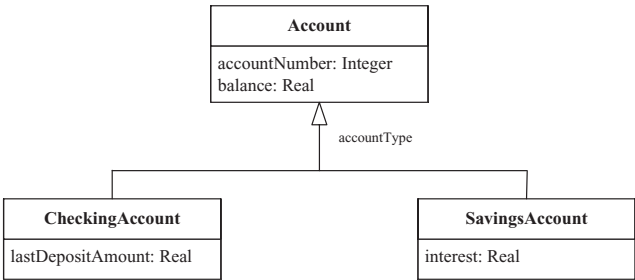 Account
accountNumber: Integer
balance: Real
accountType
CheckingAccount
lastDepositAmount: Real
SavingsAccount
interest: Real